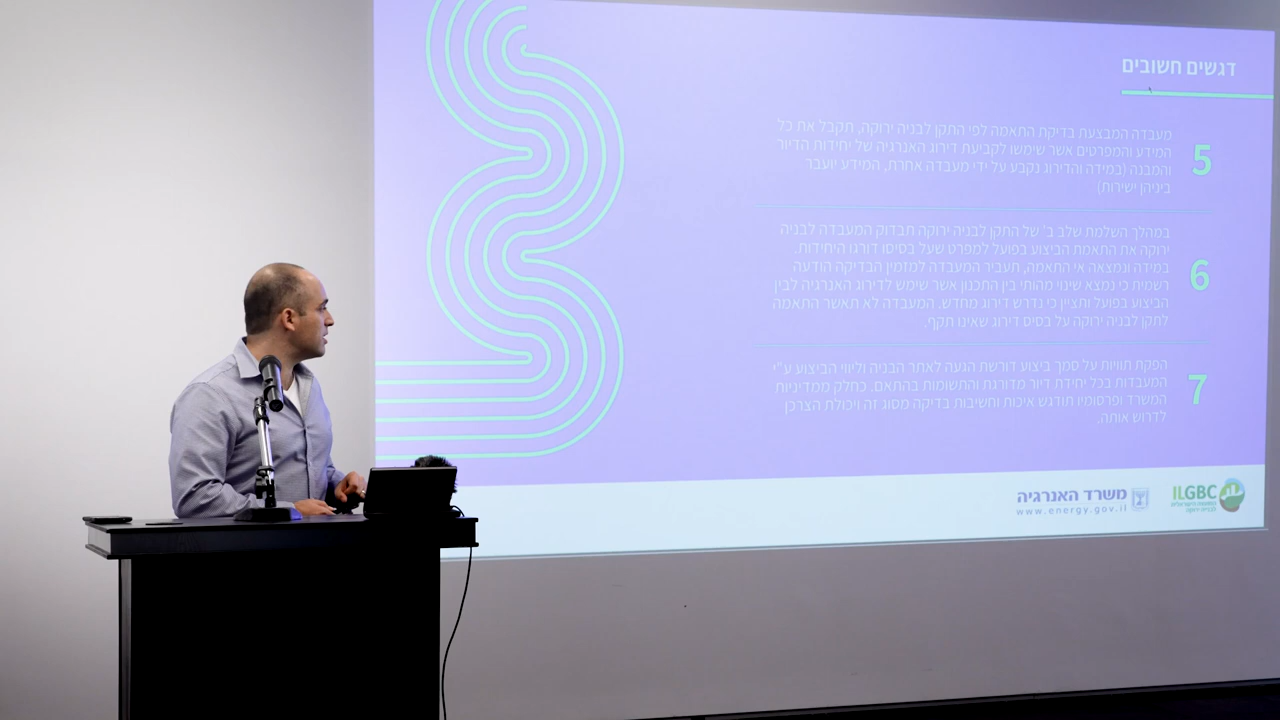 דגשים חשובים
5
מעבדה המבצעת בדיקת התאמה לפי התקן לבניה ירוקה, תקבל את כל
המידע והמפרטים אשר שימשו לקביעת דירוג האנרגיה של יחידות הדיור
והמבנה (במידה והדירוג נקבע על ידי מעבדה אחרת, המידע יועבר
ביניהן ישירות)
6
במהלך השלמת שלב ב' של התקן לבניה ירוקה תבדוק המעבדה לבניה
ירוקה את התאמת הביצוע בפועל למפרט שעל בסיסו דורגו היחידות.
במידה ונמצאה אי התאמה, תעביר המעבדה למזמין הבדיקה הודעה
רשמית כי נמצא שינוי מהותי בין התכנון אשר שימש לדירוג האנרגיה לבין
הביצוע בפועל ותציין כי נדרש דירוג מחדש. המעבדה לא תאשר התאמה
לתקן לבניה ירוקה על בסיס דירוג שאינו תקף.
7
הפקת תוויות על סמך ביצוע דורשת הגעה לאתר הבניה וליווי הביצוע ע"י
המעבדות בכל יחידת דיור מדורגת והתשומות בהתאם. כחלק ממדיניות
המשרד ופרסומיו תודגש איכות וחשיבות בדיקה מסוג זה ויכולת הצרכן
לדרוש אותה.
משרד האנרגיה
www.energy.gov.il
ILGBC
המועצה הישראלית
לבנייה ירוקה